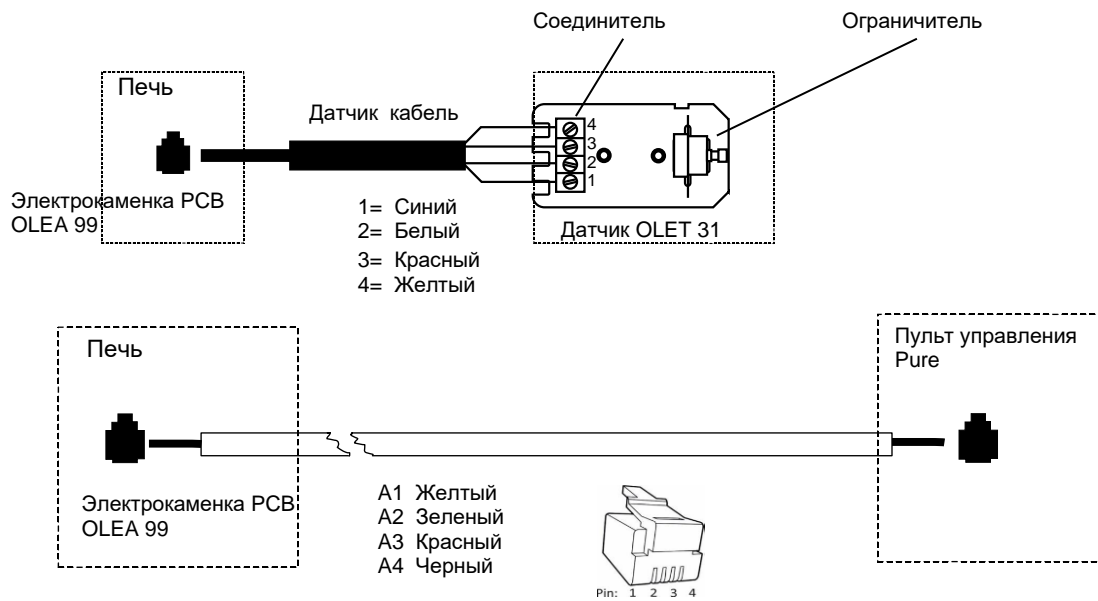 Соединитель
Ограничитель
Печь
Датчик кабель
4
3
2
1
Электрокаменка PCB
OLEA 99
1= Синий
2= Белый
3= Красный
4= Желтый
Датчик OLET 31
Печь
Пульт управления
Pure
Электрокаменка PCB
OLEA 99
A1 Желтый
A2 Зеленый
A3 Красный
A4 Черный
Pin: 1 2 3 4